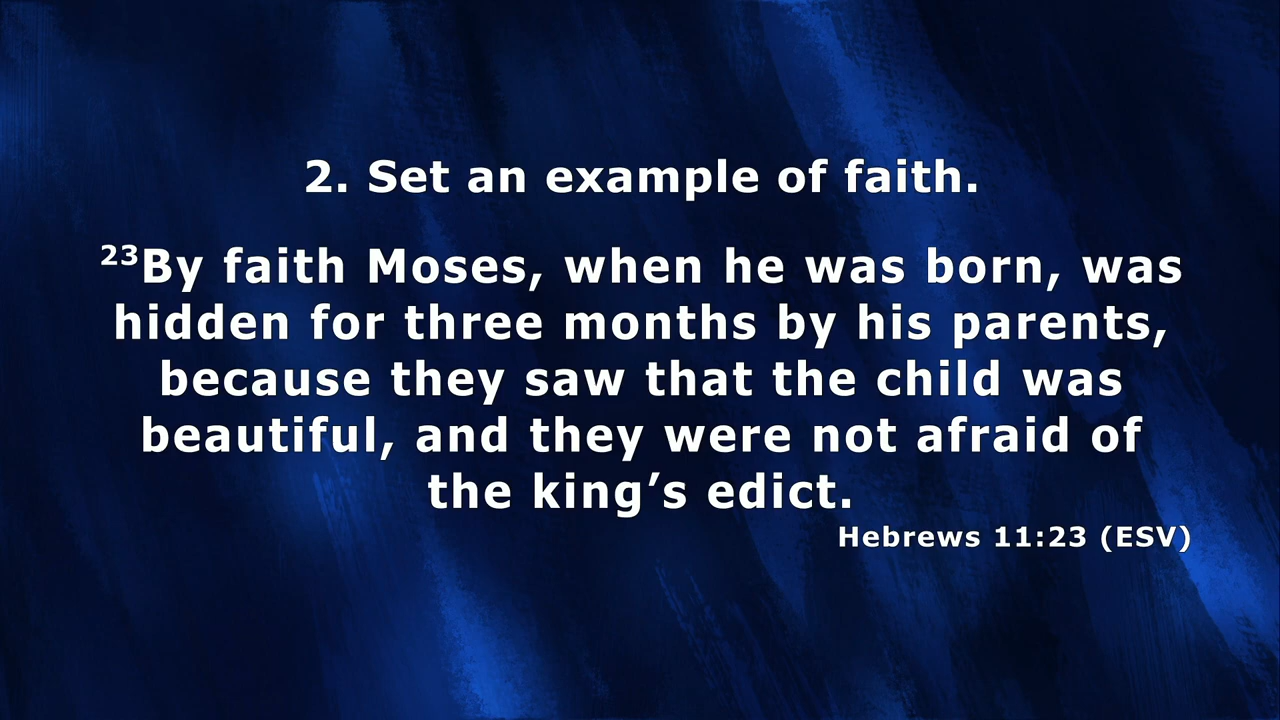 2. Set an example of faith.
²³By faith Moses, when he was born, was
hidden for three months by his parents,
because they saw that the child was
beautiful, and they were not afraid of
the king’s edict.
Hebrews 11:23 (ESV)